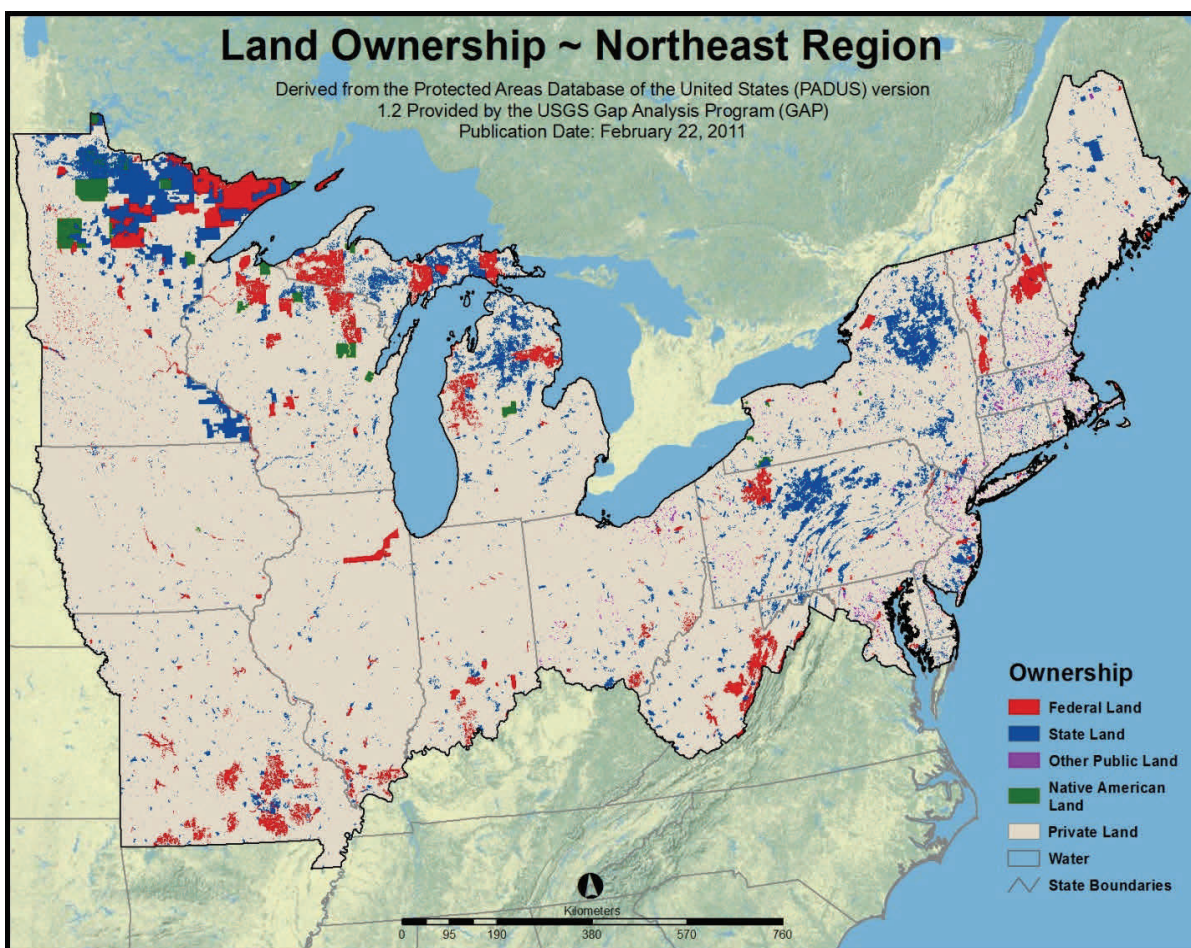 Land Ownership ~ Northeast Region
Derived from the Protected Areas Database of the United States (PADUS) version
1.2 Provided by the USGS Gap Analysis Program (GAP)
Publication Date: February 22, 2011
Ownership
Federal Land
State Land
Other Public Land
Native American
Land
Private Land
Water
State Boundaries
Kilometers
0 95 190 380 570 760